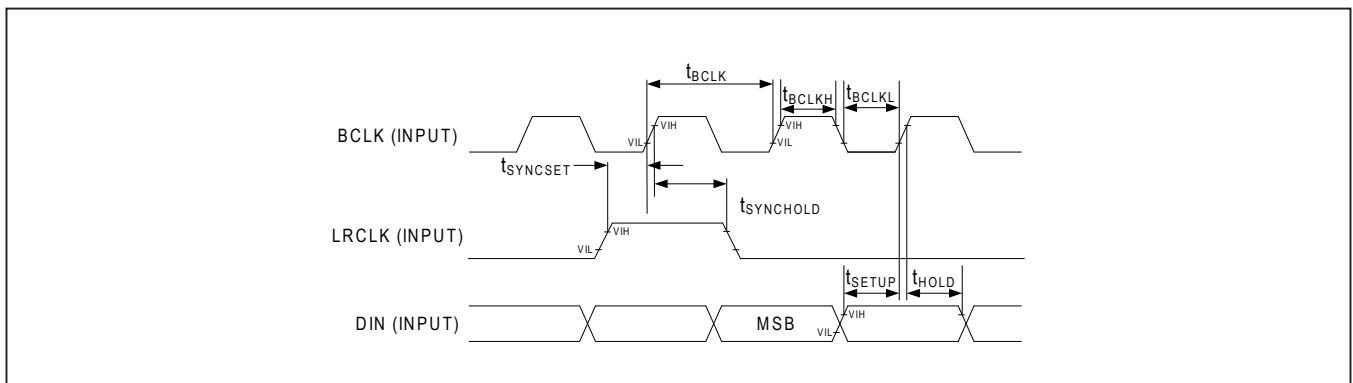 tBCLK
tBCLKH
tBCLKL
BCLK (INPUT)
VIH
VIL
VIH
VIL
tSYNCSET
tSYNCHOLD
LRCLK (INPUT)
VIH
VIL
tSETUP
tHOLD
DIN (INPUT)
MSB
VIH
VIL